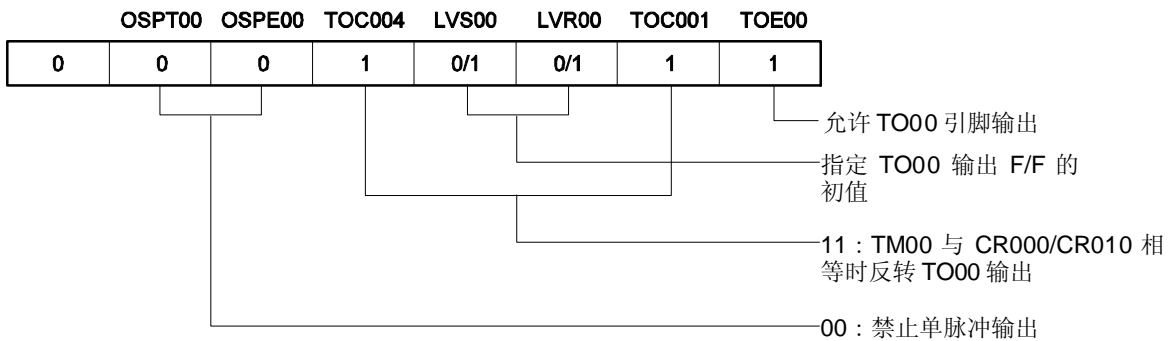 OSPT00 OSPE00 TOC004 LVS00 LVR00 TOC001 TOE00
0 0 0 1 0/1 0/1 1 1
允许 TO00 引脚输出
指定 TO00 输出 F/F 的
初值
11：TM00 与 CR000/CR010 相
等时反转 TO00 输出
00：禁止单脉冲输出